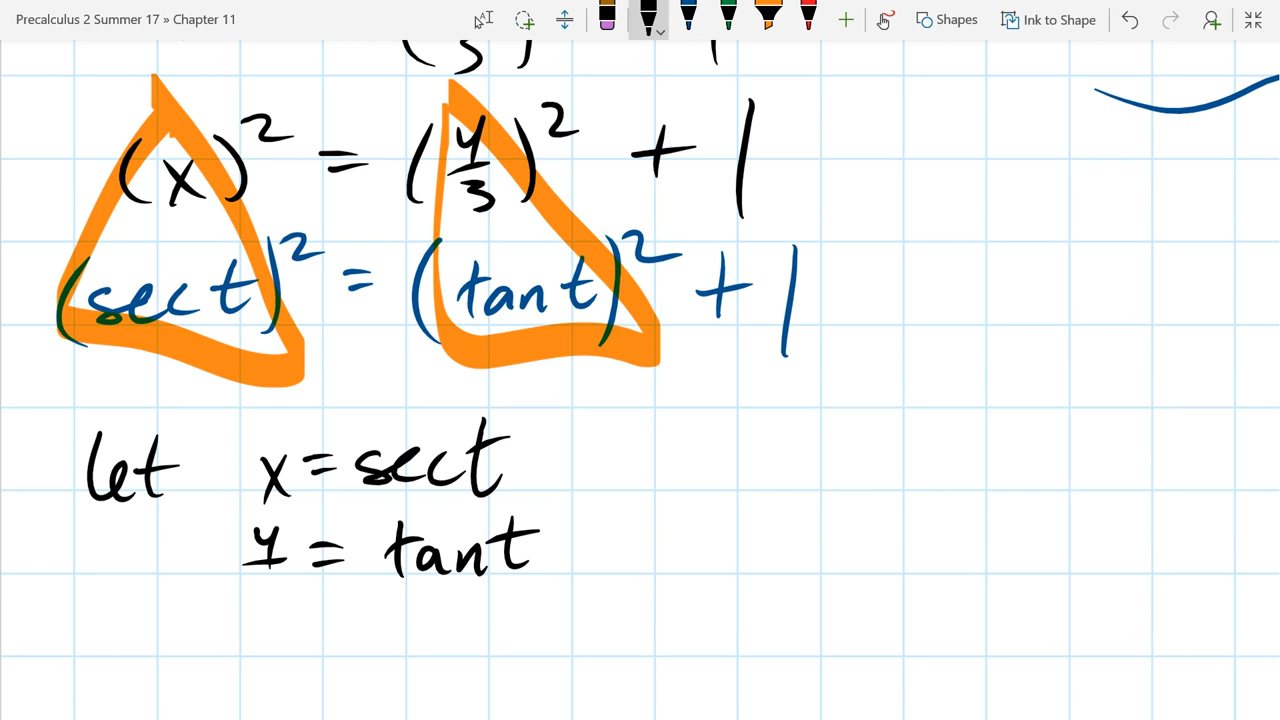 Precalculus 2 Summer 17 » Chapter 11
Shapes
Ink to Shape
(x)² = (y/3)² + 1
(sec t)² = (tan t)² + 1
let x = sec t
y = tan t